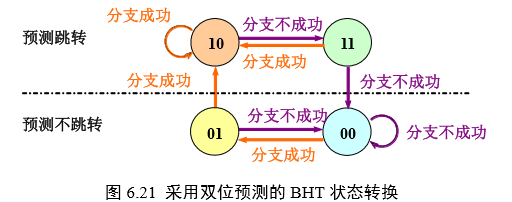 分支成功
预测跳转
10
分支不成功
11
分支成功
分支成功
分支不成功
预测不跳转
01
分支不成功
00
分支成功
分支不成功
图 6.21 采用双位预测的 BHT 状态转换